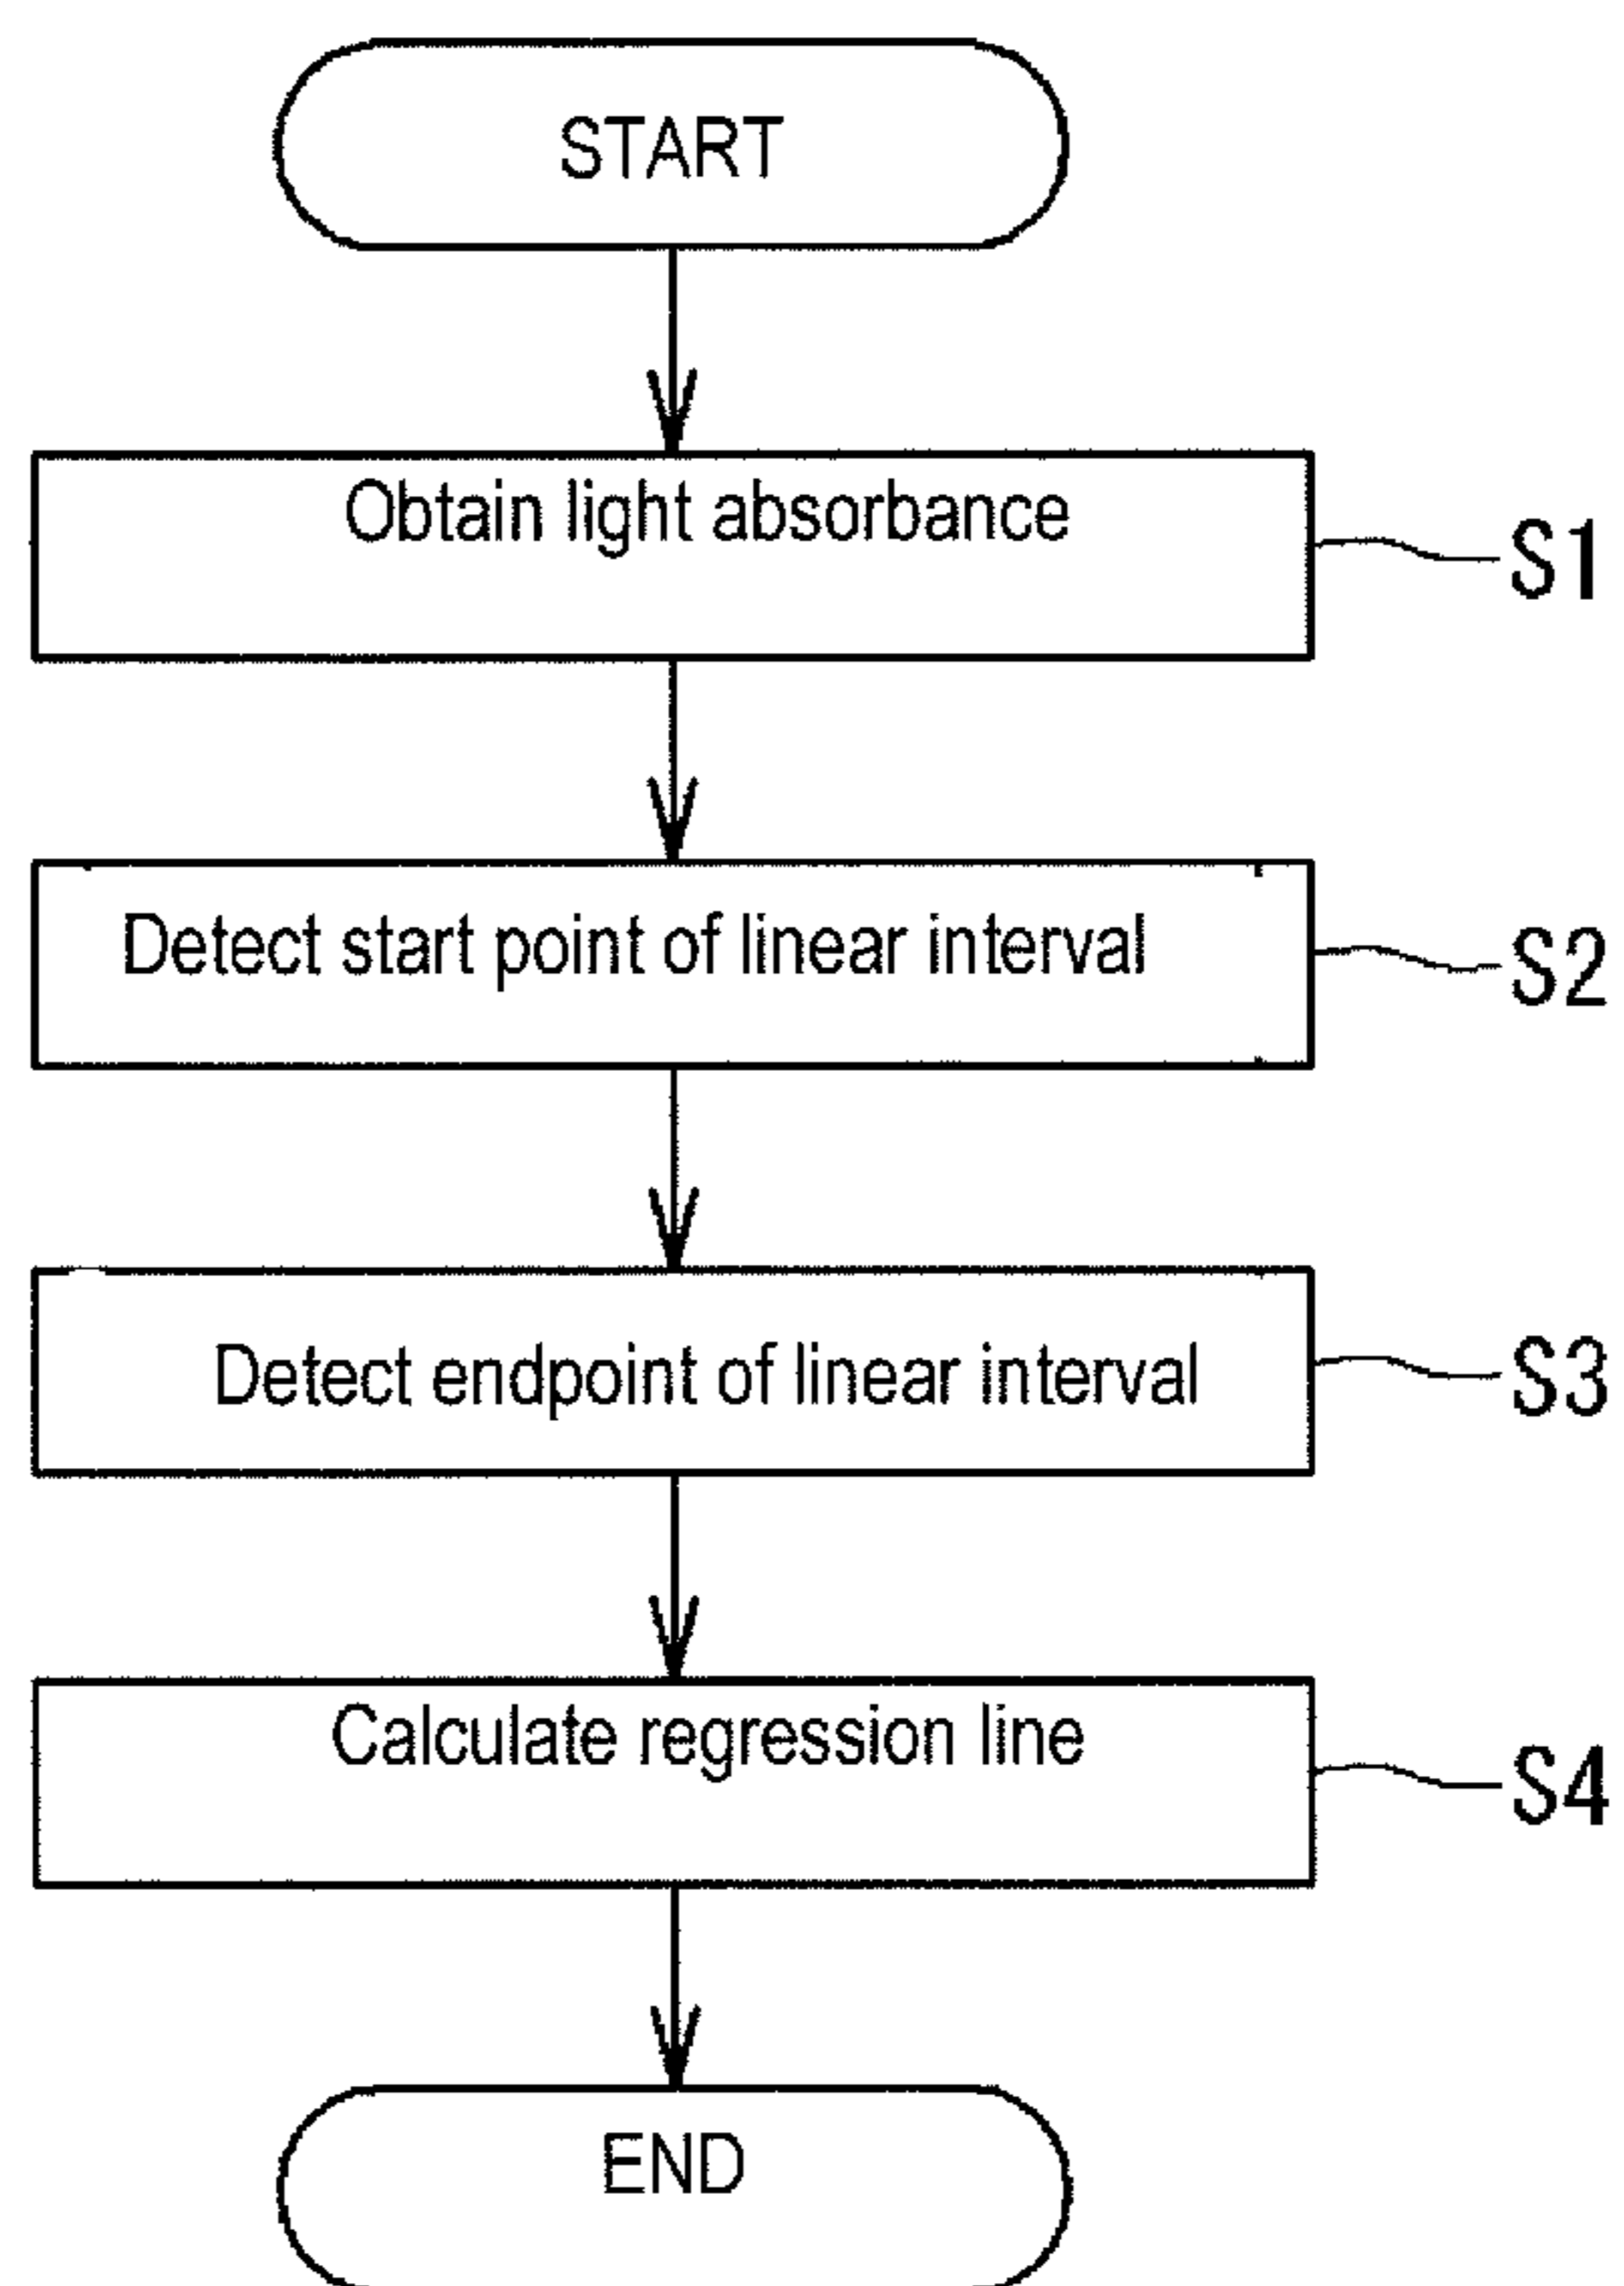 START
Obtain light absorbance
S1
Detect start point of linear interval
S2
Detect endpoint of linear interval
S3
Calculate regression line
S4
END